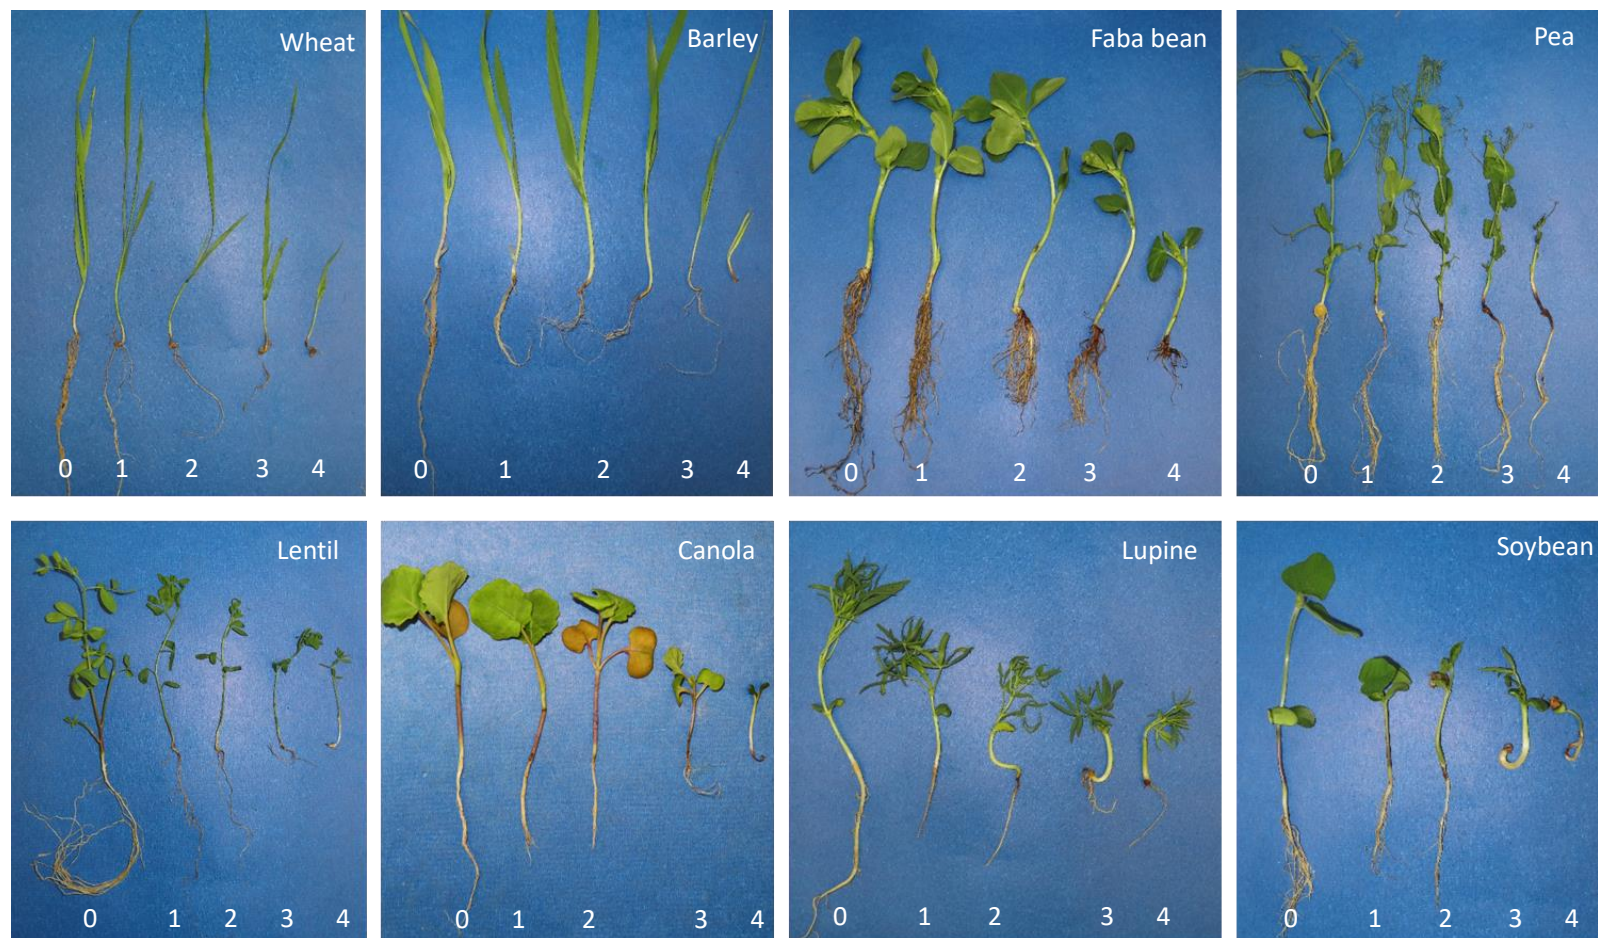 Wheat
0 1 2 3 4
Barley
0 1 2 3 4
Faba bean
0 1 2 3 4
Pea
0 1 2 3 4
Lentil
0 1 2 3 4
Canola
0 1 2 3 4
Lupine
0 1 2 3 4
Soybean
0 1 2 3 4